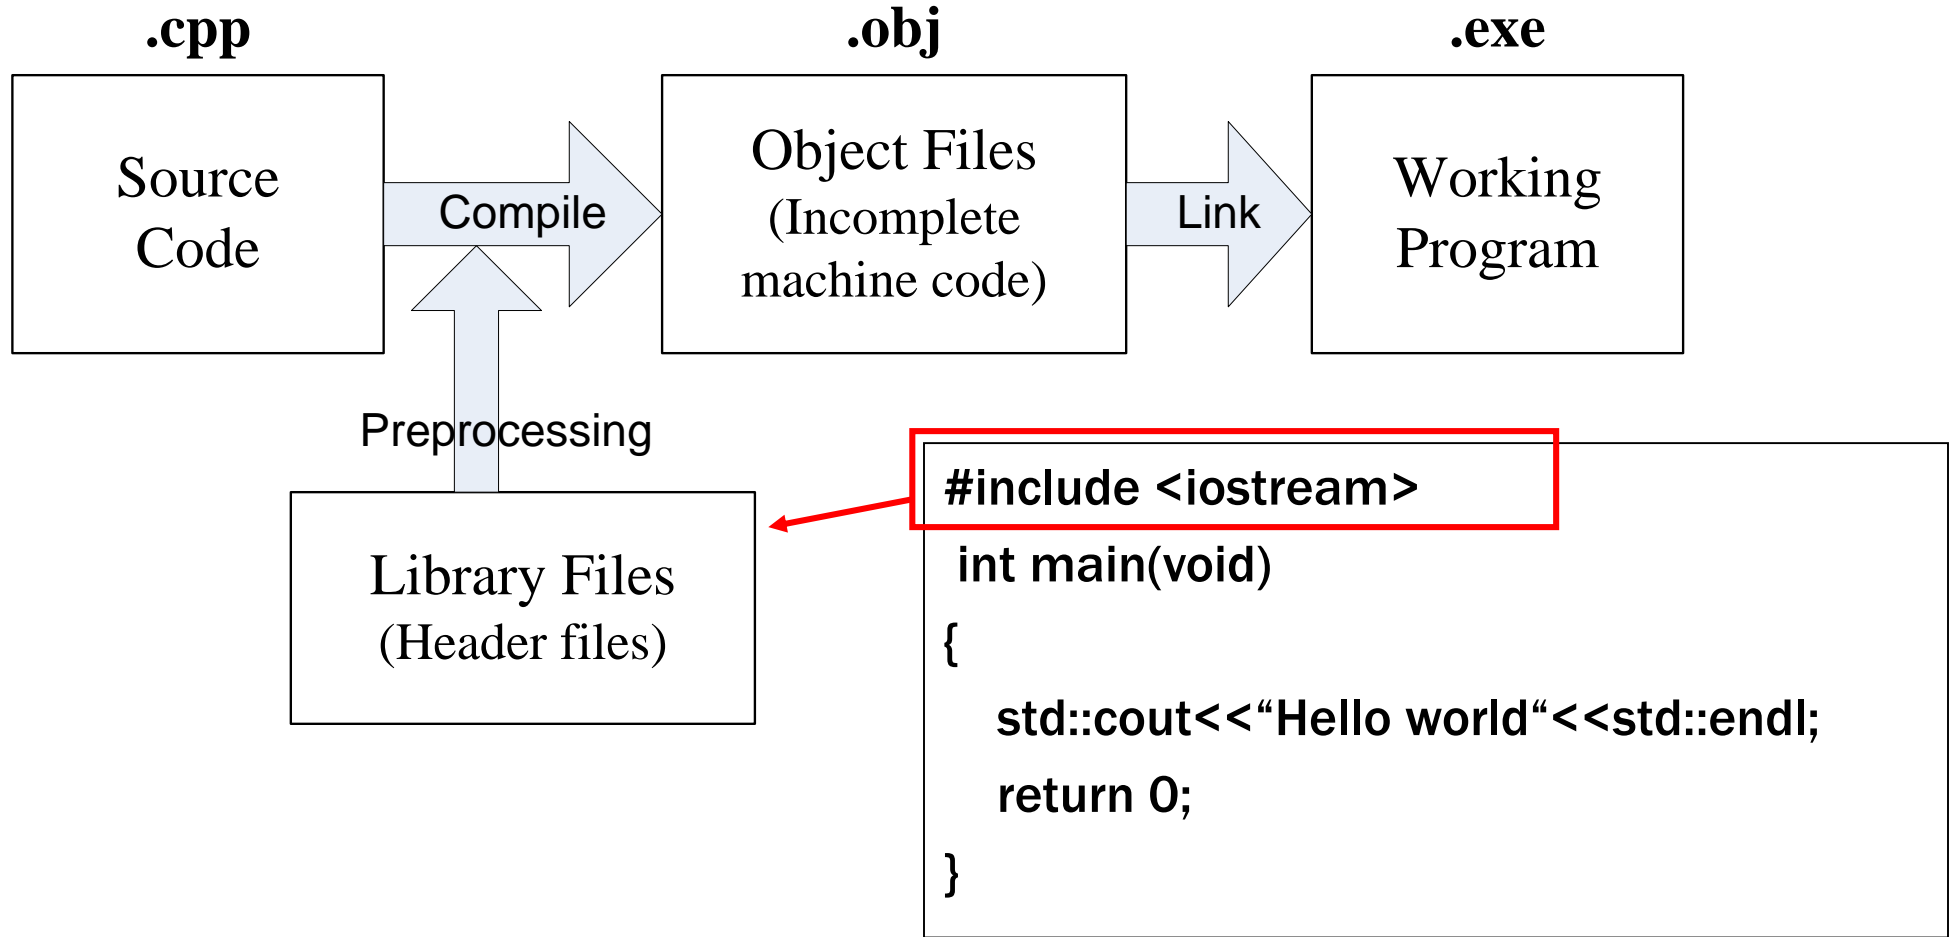 .cpp
.obj
.exe
Source
Code
Compile
Object Files
(Incomplete
machine code)
Link
Working
Program
Preprocessing
Library Files
(Header files)
#include <iostream>
int main(void)
{
std::cout<<“Hello world“<<std::endl;
return 0;
}